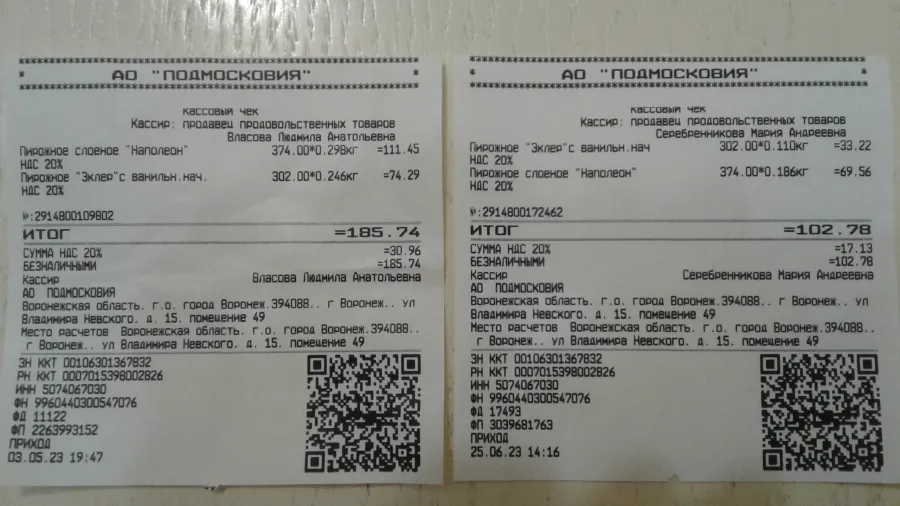 ************************************************
* АО "ПОДМОСКОВИЯ" *
************************************************
Кассовый чек
Кассир: продавец продовольственных товаров
Власова Людмила Анатольевна
Пирожное слоеное "Наполеон" 374.00*0.298кг =111.45
НДС 20%
Пирожное "Эклер"с ванильн.нач. 302.00*0.246кг =74.29
НДС 20%
№:2914800109802
ИТОГ =185.74
СУММА НДС 20% =30.96
БЕЗНАЛИЧНЫМИ =185.74
Кассир Власова Людмила Анатольевна
АО ПОДМОСКОВИЯ
Воронежская область. г.о. город Воронеж.394088.. г Воронеж.. ул
Владимира Невского. д. 15. помещение 49
Место расчетов Воронежская область. г.о. город Воронеж.394088..
г Воронеж.. ул Владимира Невского. д. 15. помещение 49
ЗН ККТ 00106301367832
РН ККТ 0007015398002826
ИНН 5074067030
ФН 9960440300547076
ФД 11122
ФП 2263993152
ПРИХОД
03.05.23 19:47
************************************************
* АО "ПОДМОСКОВИЯ" *
************************************************
Кассовый чек
Кассир: продавец продовольственных товаров
Серебренникова Мария Андреевна
Пирожное "Эклер"с ванильн.нач 302.00*0.110кг =33.22
НДС 20%
Пирожное слоеное "Наполеон" 374.00*0.186кг =69.56
НДС 20%
№:2914800172462
ИТОГ =102.78
СУММА НДС 20% =17.13
БЕЗНАЛИЧНЫМИ =102.78
Кассир Серебренникова Мария Андреевна
АО ПОДМОСКОВИЯ
Воронежская область. г.о. город Воронеж.394088.. г Воронеж.. ул
Владимира Невского. д. 15. помещение 49
Место расчетов Воронежская область. г.о. город Воронеж.394088..
г Воронеж.. ул Владимира Невского. д. 15. помещение 49
ЗН ККТ 00106301367832
РН ККТ 0007015398002826
ИНН 5074067030
ФН 9960440300547076
ФД 17493
ФП 3039681763
ПРИХОД
25.06.23 14:16